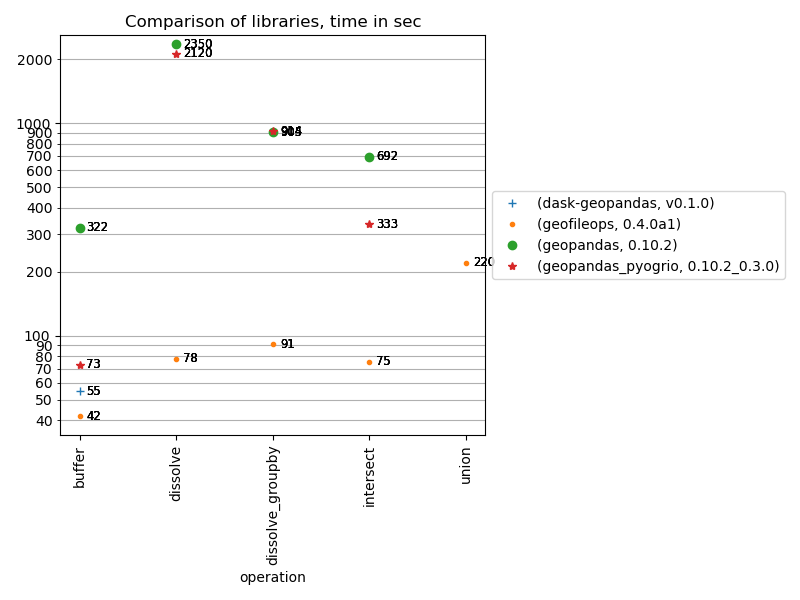 Comparison of libraries, time in sec
2000
1000
900
800
700
600
500
400
300
200
100
90
80
70
60
50
40
2350
2120
914
692
322
333
220
91
78
75
73
55
42
buffer
dissolve
dissolve_groupby
intersect
union
operation
(dask-geopandas, v0.1.0)
(geofileops, 0.4.0a1)
(geopandas, 0.10.2)
(geopandas_pyogrio, 0.10.2_0.3.0)